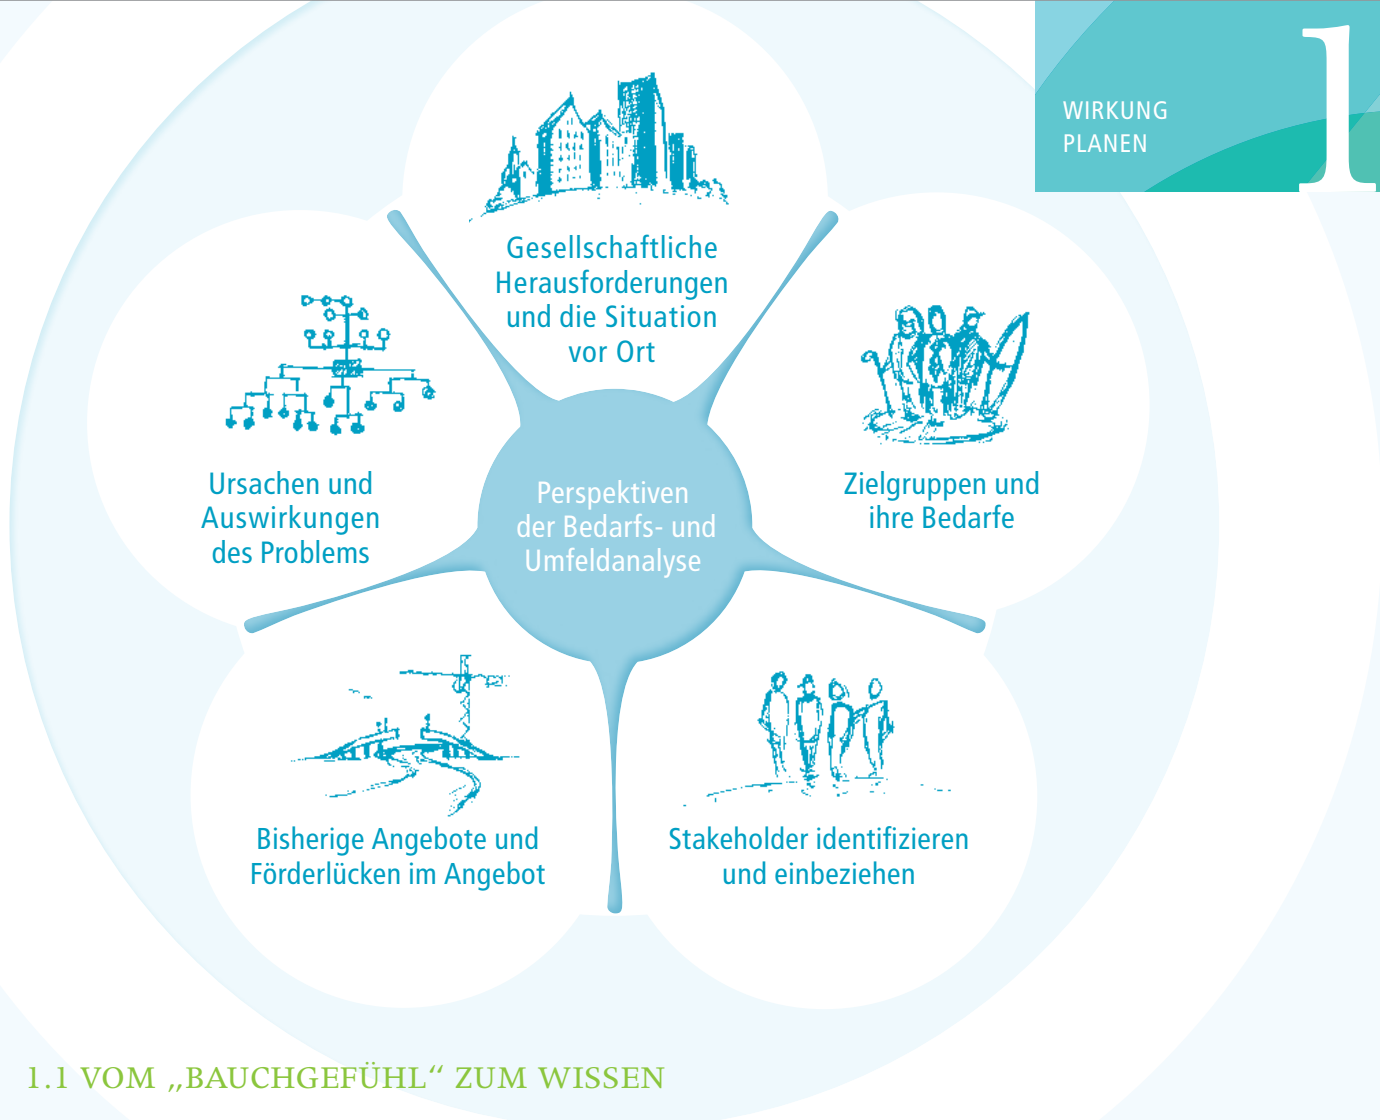 WIRKUNG
PLANEN
1
Gesellschaftliche
Herausforderungen
und die Situation
vor Ort
Zielgruppen und
ihre Bedarfe
Ursachen und
Auswirkungen
des Problems
Perspektiven
der Bedarfs- und
Umfeldanalyse
Bisherige Angebote und
Förderlücken im Angebot
Stakeholder identifizieren
und einbeziehen
1.1 VOM „BAUCHGEFÜHL“ ZUM WISSEN